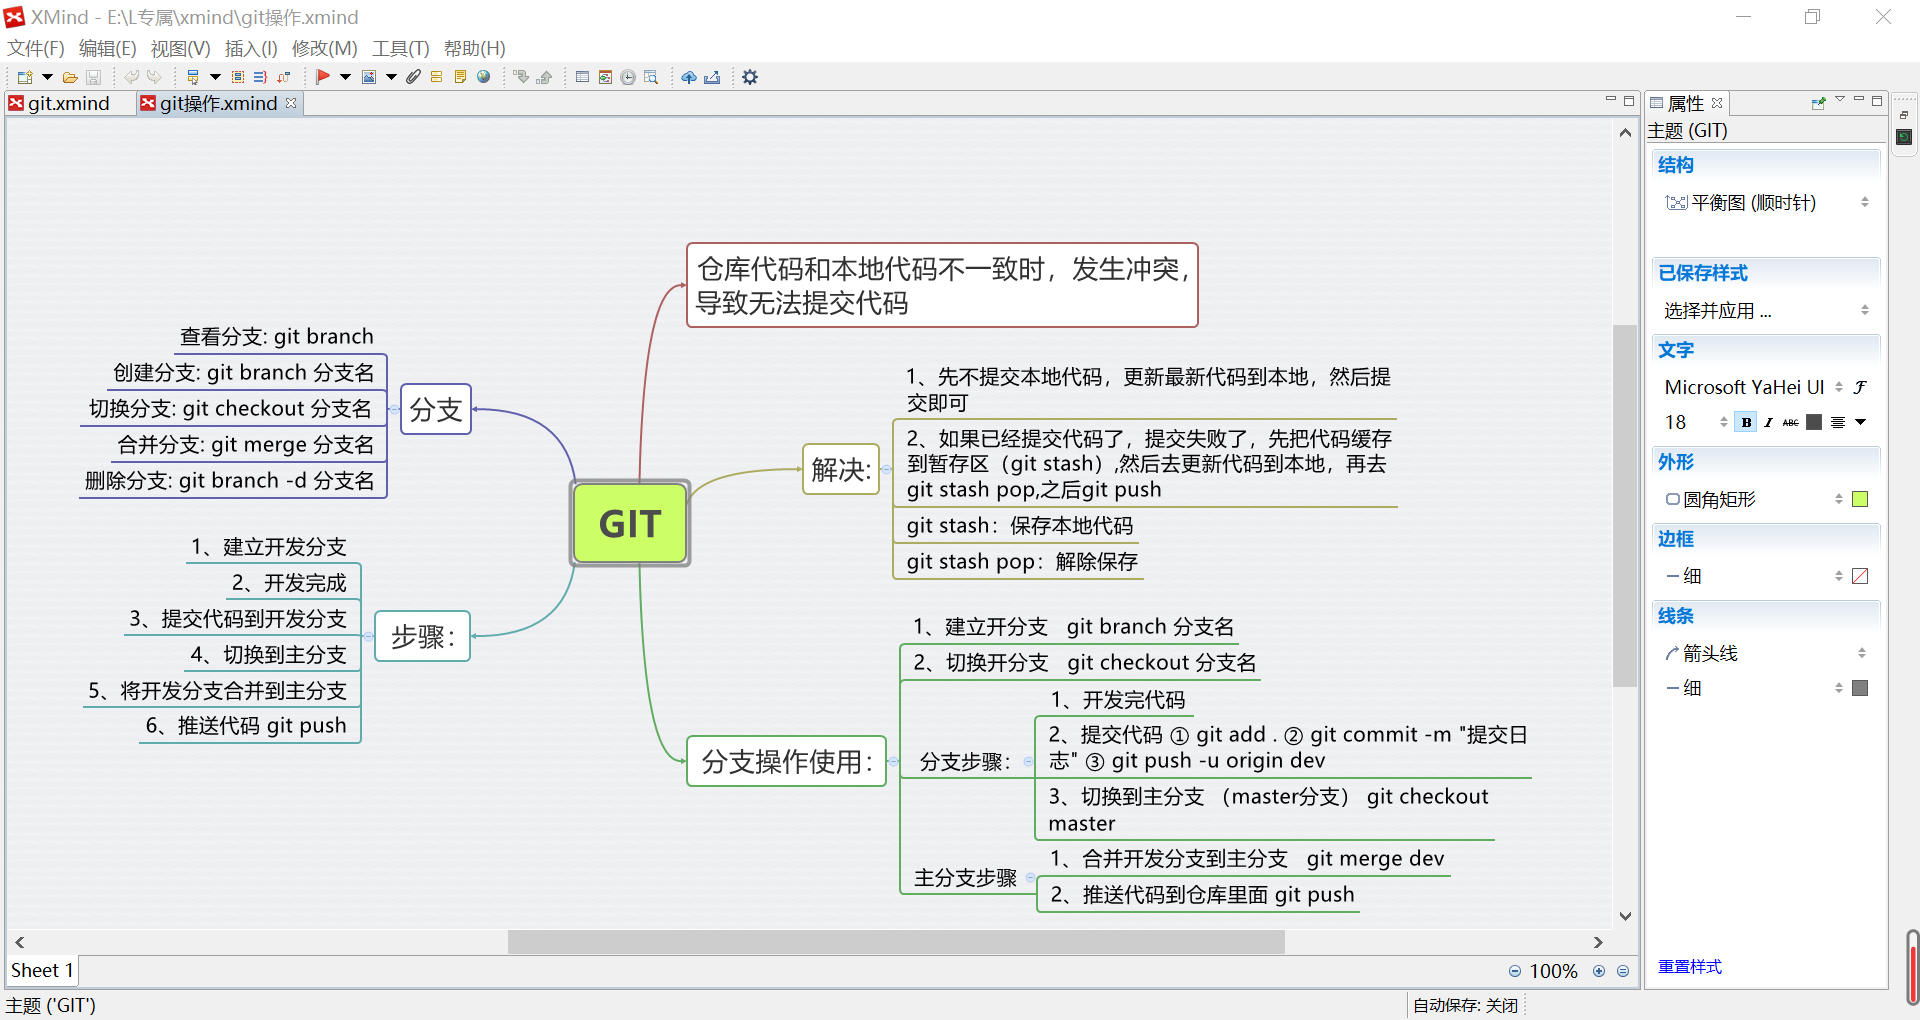 XMind - E:\L专属\xmind\git操作.xmind
文件(F) 编辑(E) 视图(V) 插入(I) 修改(M) 工具(T) 帮助(H)
git.xmind
git操作.xmind
仓库代码和本地代码不一致时，发生冲突，
导致无法提交代码
查看分支: git branch
创建分支: git branch 分支名
切换分支: git checkout 分支名
合并分支: git merge 分支名
删除分支: git branch -d 分支名
分支
1、先不提交本地代码，更新最新代码到本地，然后提
交即可
2、如果已经提交代码了，提交失败了，先把代码缓存
到暂存区（git stash）,然后去更新代码到本地，再去
git stash pop,之后git push
git stash：保存本地代码
git stash pop：解除保存
解决:
GIT
1、建立开发分支
2、开发完成
3、提交代码到开发分支
4、切换到主分支
5、将开发分支合并到主分支
6、推送代码 git push
步骤：
分支操作使用：
1、建立开分支 git branch 分支名
2、切换开分支 git checkout 分支名
分支步骤：
1、开发完代码
2、提交代码 ① git add . ② git commit -m "提交日
志" ③ git push -u origin dev
3、切换到主分支 （master分支） git checkout
master
主分支步骤
1、合并开发分支到主分支 git merge dev
2、推送代码到仓库里面 git push
属性
主题 (GIT)
结构
平衡图 (顺时针)
已保存样式
选择并应用 ...
文字
Microsoft YaHei UI
18
B I ABC
外形
圆角矩形
边框
细
线条
箭头线
细
重置样式
Sheet 1
100%
主题 ('GIT')
自动保存: 关闭